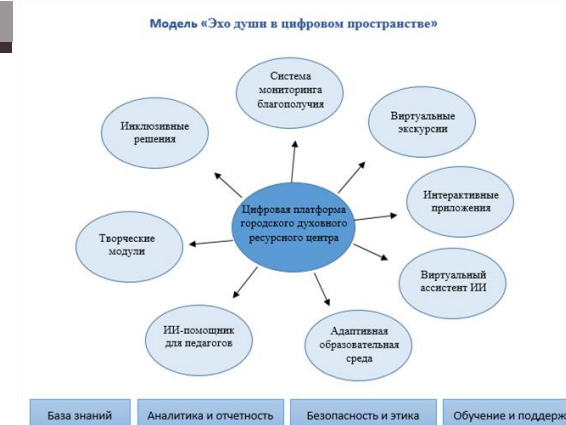 Модель «Эхо души в цифровом пространстве»
Система
мониторинга
благополучия
Виртуальные
экскурсии
Инклюзивные
решения
Интерактивные
приложения
Цифровая платформа
городского духовного
ресурсного центра
Творческие
модули
Виртуальный
ассистент ИИ
ИИ-помощник
для педагогов
Адаптивная
образовательная
среда
База знаний
Аналитика и отчетность
Безопасность и этика
Обучение и поддерж